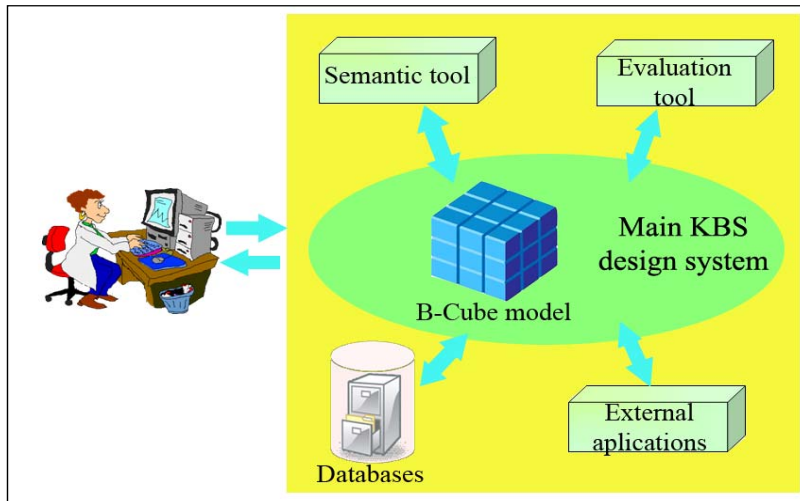 Semantic tool
Evaluation
tool
Main KBS
design system
B-Cube model
Databases
External
aplications